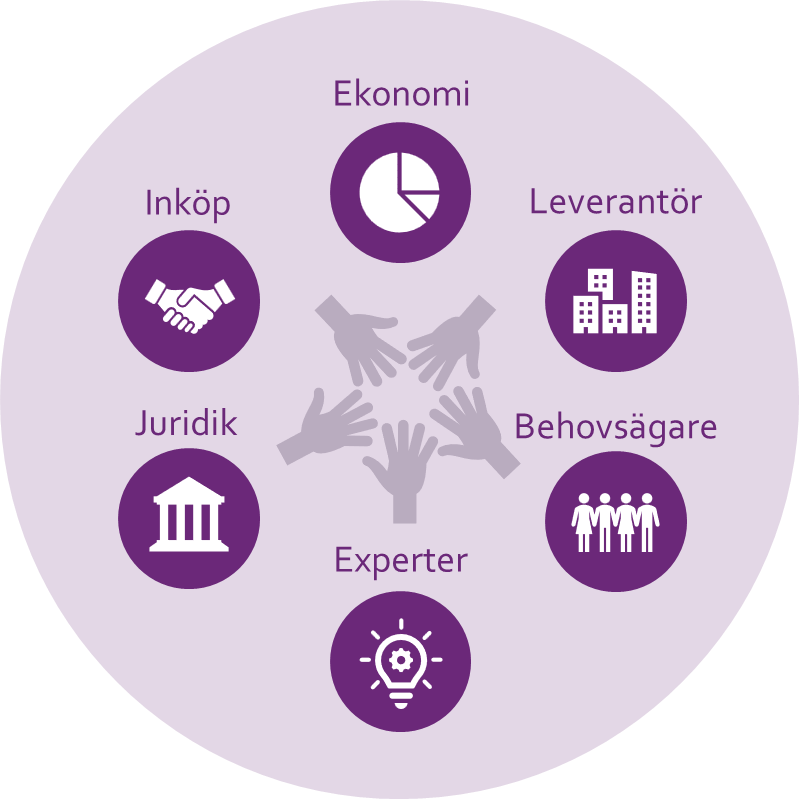 Ekonomi
Inköp
Leverantör
Juridik
Behovsägare
Experter